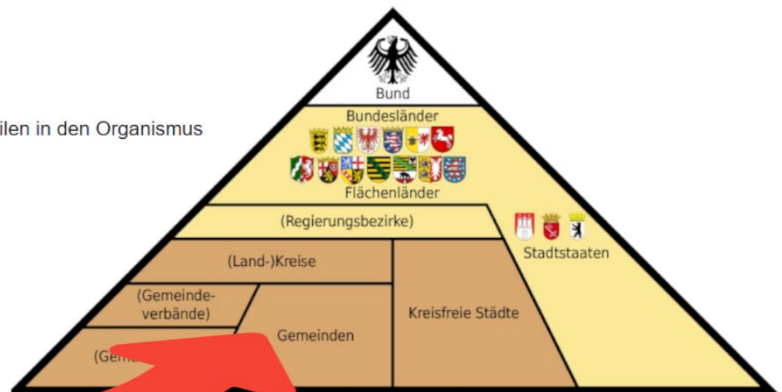 Bund
ilen in den Organismus
Bundesländer
Flächenländer
(Regierungsbezirke)
Stadtstaaten
(Land-)Kreise
(Gemeinde-
verbände)
Kreisfreie Städte
Gemeinden